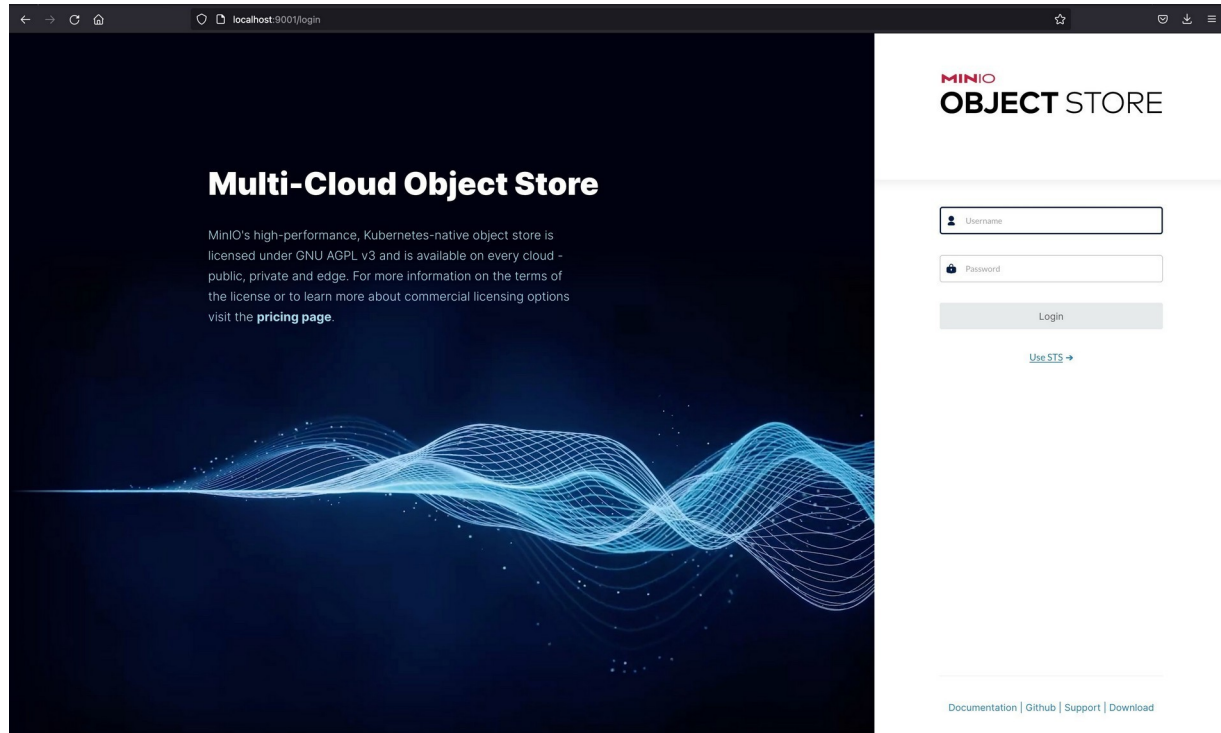 localhost:9001/login
MINIO
OBJECT STORE
Multi-Cloud Object Store
MinIO's high-performance, Kubernetes-native object store is
licensed under GNU AGPL v3 and is available on every cloud -
public, private and edge. For more information on the terms of
the license or to learn more about commercial licensing options
visit the pricing page.
Username
Password
Login
Use STS →
Documentation | Github | Support | Download